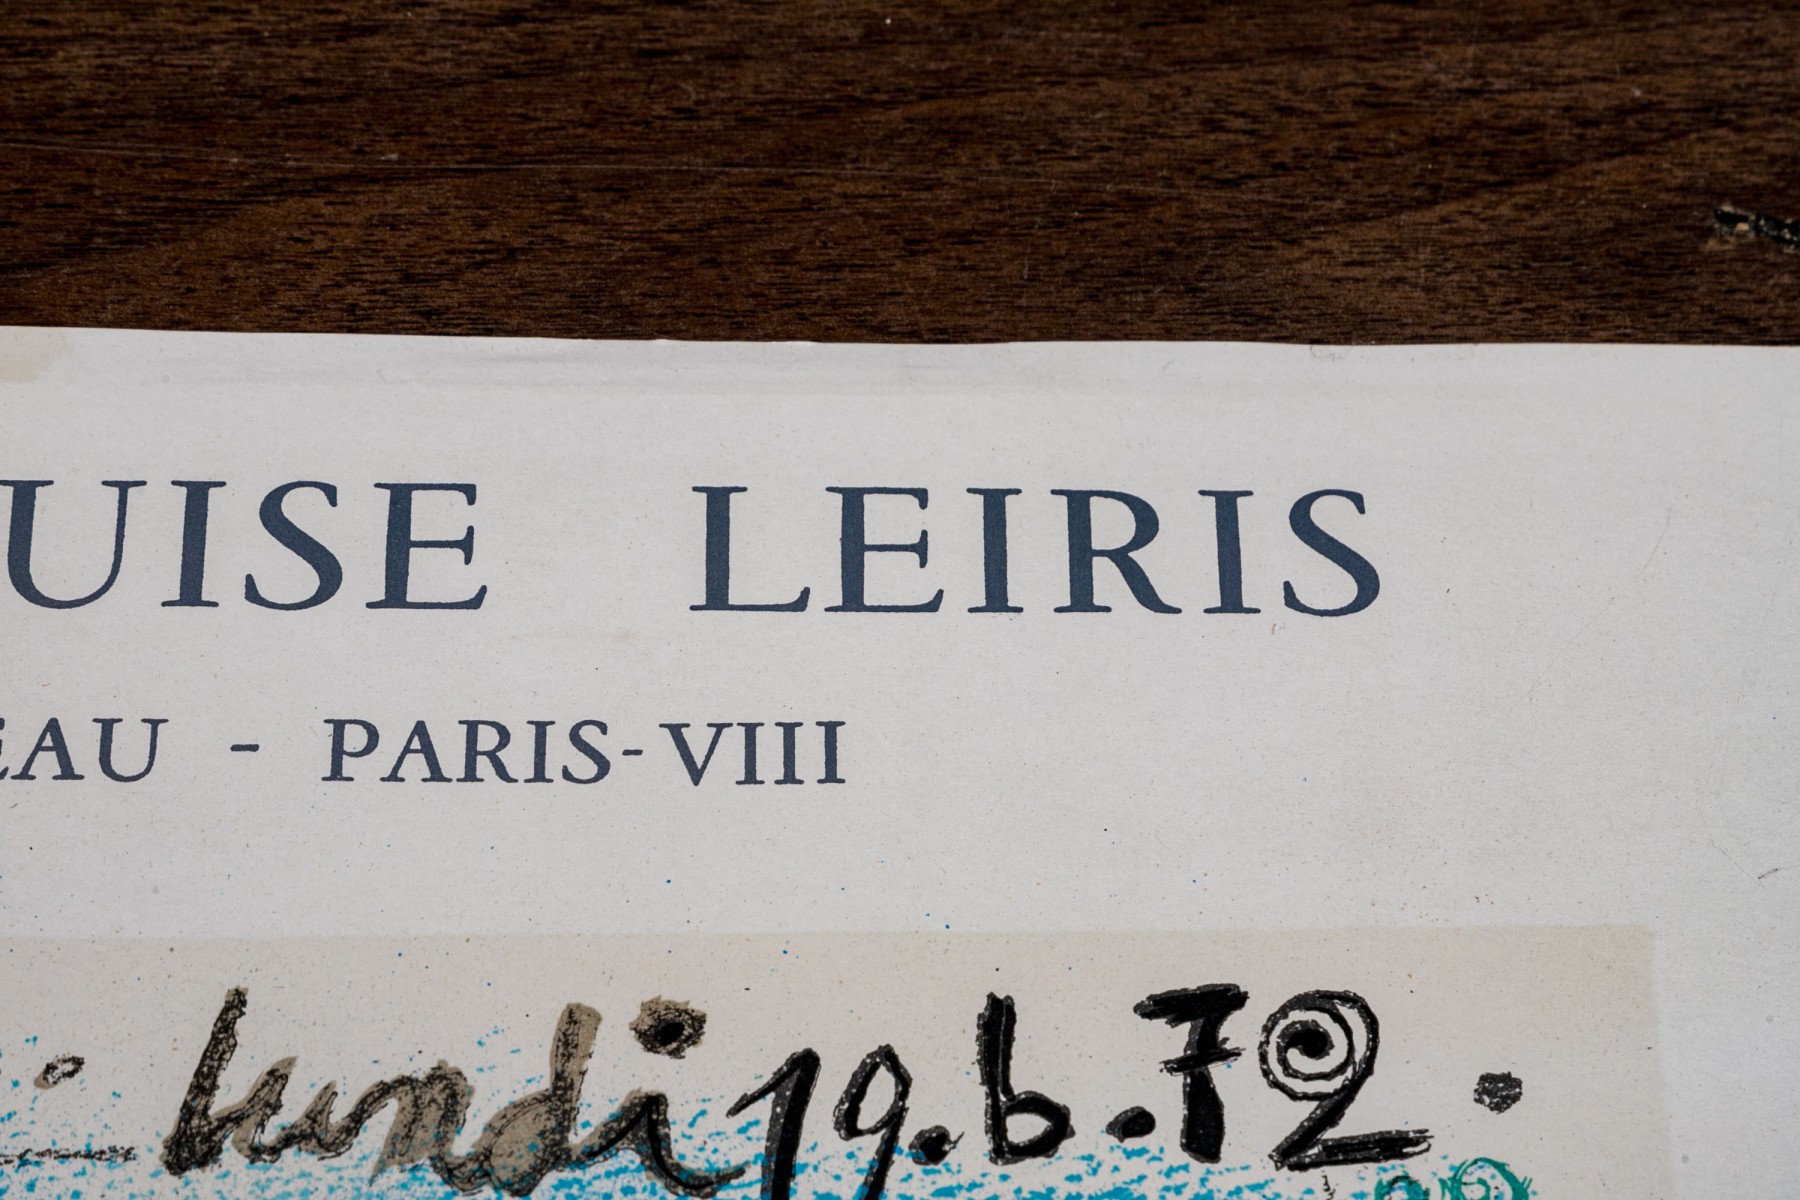 UISE LEIRIS
EAU - PARIS-VIII
lundi 19.6.72.